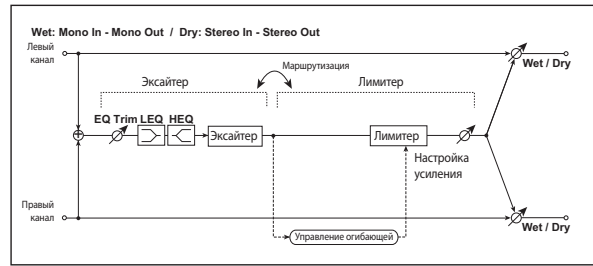 Wet: Mono In - Mono Out / Dry: Stereo In - Stereo Out
Левый
канал
Wet / Dry
Маршрутизация
Эксайтер
Лимитер
EQ Trim LEQ HEQ
Эксайтер
Лимитер
Настройка
усиления
Правый
канал
Управление огибающей
Wet / Dry